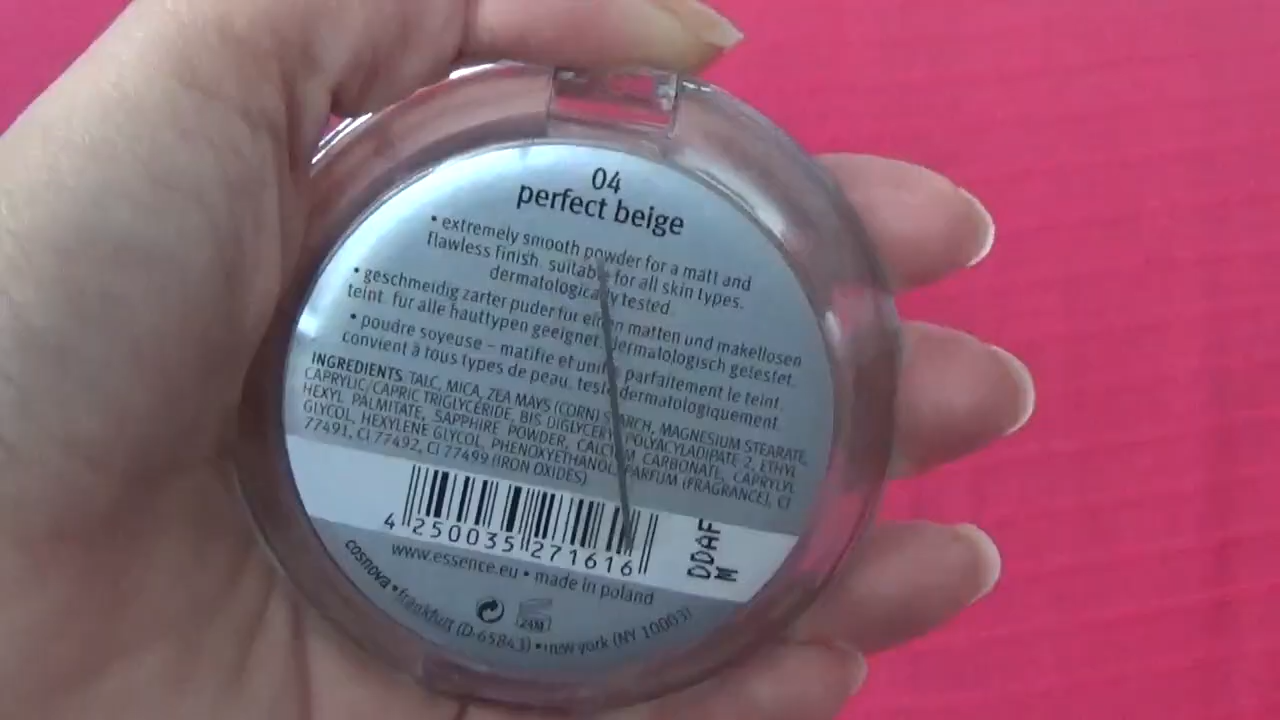 04
perfect beige
• extremely smooth powder for a matt and
flawless finish. suitable for all skin types.
dermatologically tested.
• geschmeidig zarter puder für einen matten und makellosen
teint. für alle hauttypen geeignet. dermatologisch getestet.
• poudre soyeuse – matifie et unifie parfaitement le teint.
convient à tous types de peau. testé dermatologiquement.
INGREDIENTS TALC, MICA, ZEA MAYS (CORN) STARCH, MAGNESIUM STEARATE,
CAPRYLIC/CAPRIC TRIGLYCERIDE, BIS DIGLYCERYL POLYACYLADIPATE 2, ETHYL
HEXYL PALMITATE, SAPPHIRE POWDER, CALCIUM CARBONATE, CAPRYLYL
GLYCOL, HEXYLENE GLYCOL, PHENOXYETHANOL, PARFUM (FRAGRANCE), CI
77491, CI 77492, CI 77499 (IRON OXIDES)
4 250035 271616
DDAF
M
www.essence.eu • made in poland
24M
cosnova • frankfurt (D-65843) • new york (NY 10003)